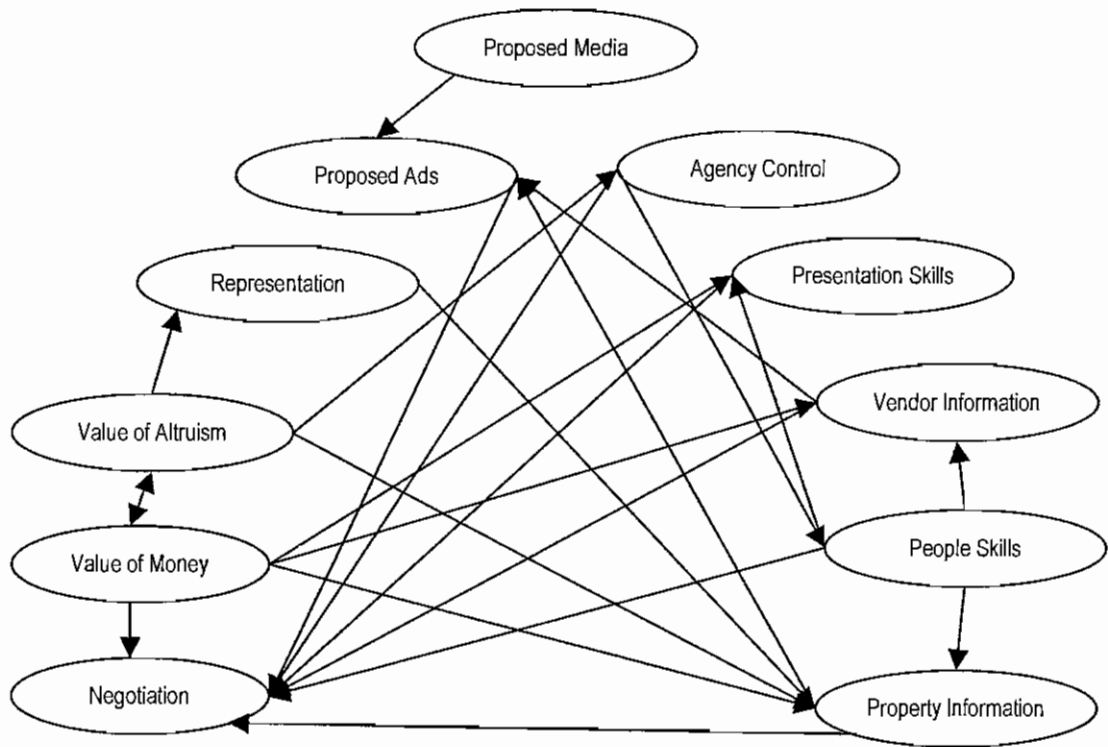 Proposed Media
Proposed Ads
Agency Control
Representation
Presentation Skills
Value of Altruism
Vendor Information
Value of Money
People Skills
Negotiation
Property Information